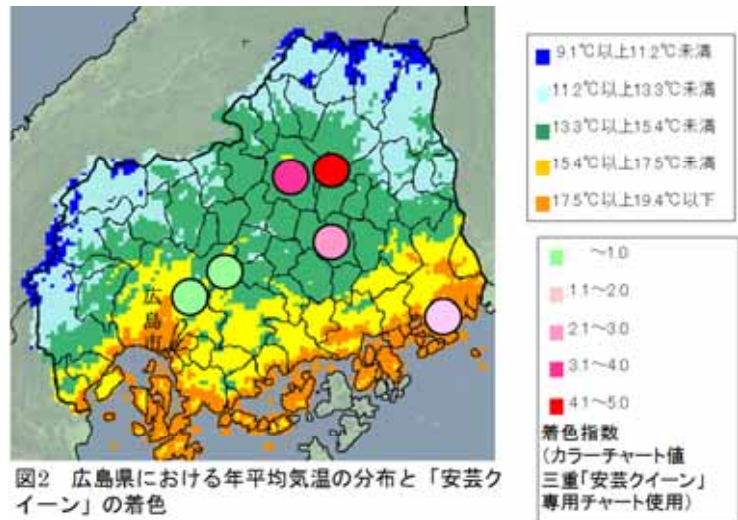 9.1℃以上11.2℃未満
11.2℃以上13.3℃未満
13.3℃以上15.4℃未満
15.4℃以上17.5℃未満
17.5℃以上19.4℃以下
～1.0
1.1～2.0
2.1～3.0
3.1～4.0
4.1～5.0
着色指数
(カラーチャート値
三重「安芸クイーン」
専用チャート使用)
広島市
図2 広島県における年平均気温の分布と「安芸ク
イーン」の着色